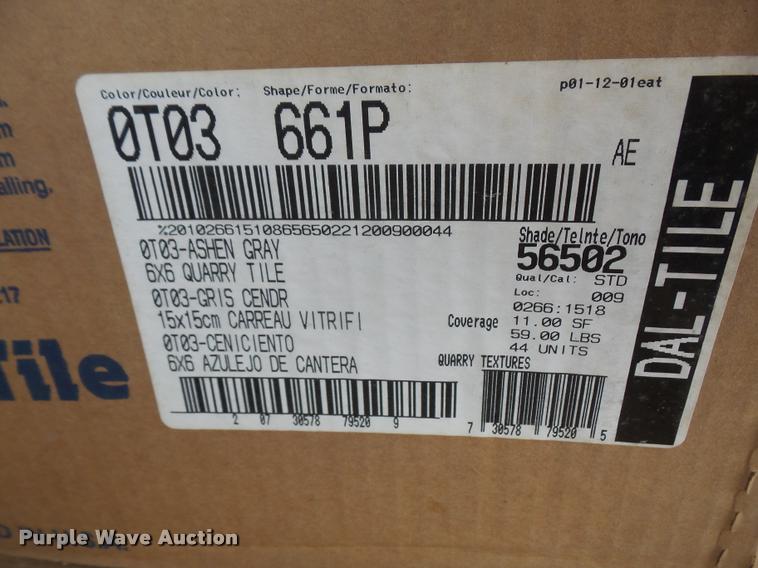 Color/Couleur/Color: Shape/Forme/Formato: p01-12-01eat
0T03 661P AE
%20102661510865650221200900044
0T03-ASHEN GRAY
6X6 QUARRY TILE
0T03-GRIS CENDR
15x15cm CARREAU VITRIFI
0T03-CENICIENTO
6X6 AZULEJO DE CANTERA
Shade/Teinte/Tono
56502
Qual/Cal: STD
Loc: 009
0266:1518
Coverage 11.00 SF
59.00 LBS
44 UNITS
QUARRY TEXTURES
2 07 30578 79520 9
7 30578 79520 5
DAL-TILE
alling.
LATION
217
Tile
Purple Wave Auction